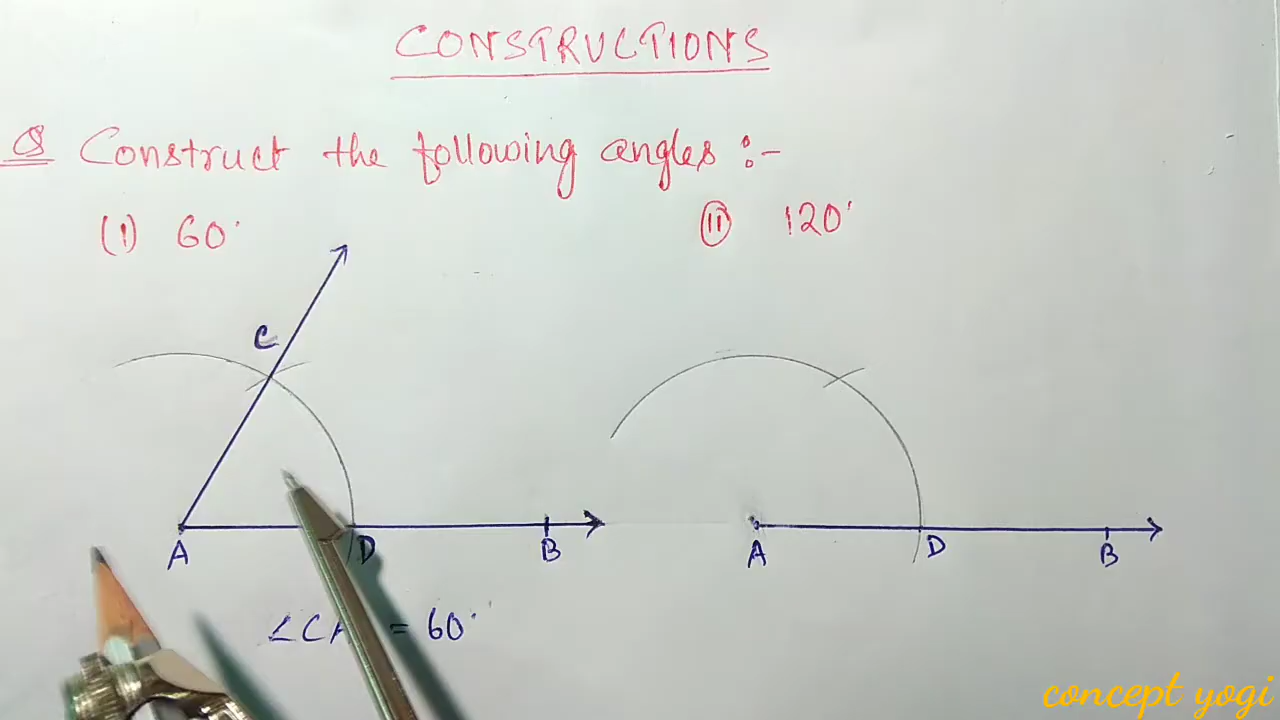 CONSTRUCTIONS
Q Construct the following angles :-
(i) 60°
(ii) 120°
C
A D B
A D B
= 60°
concept yogi